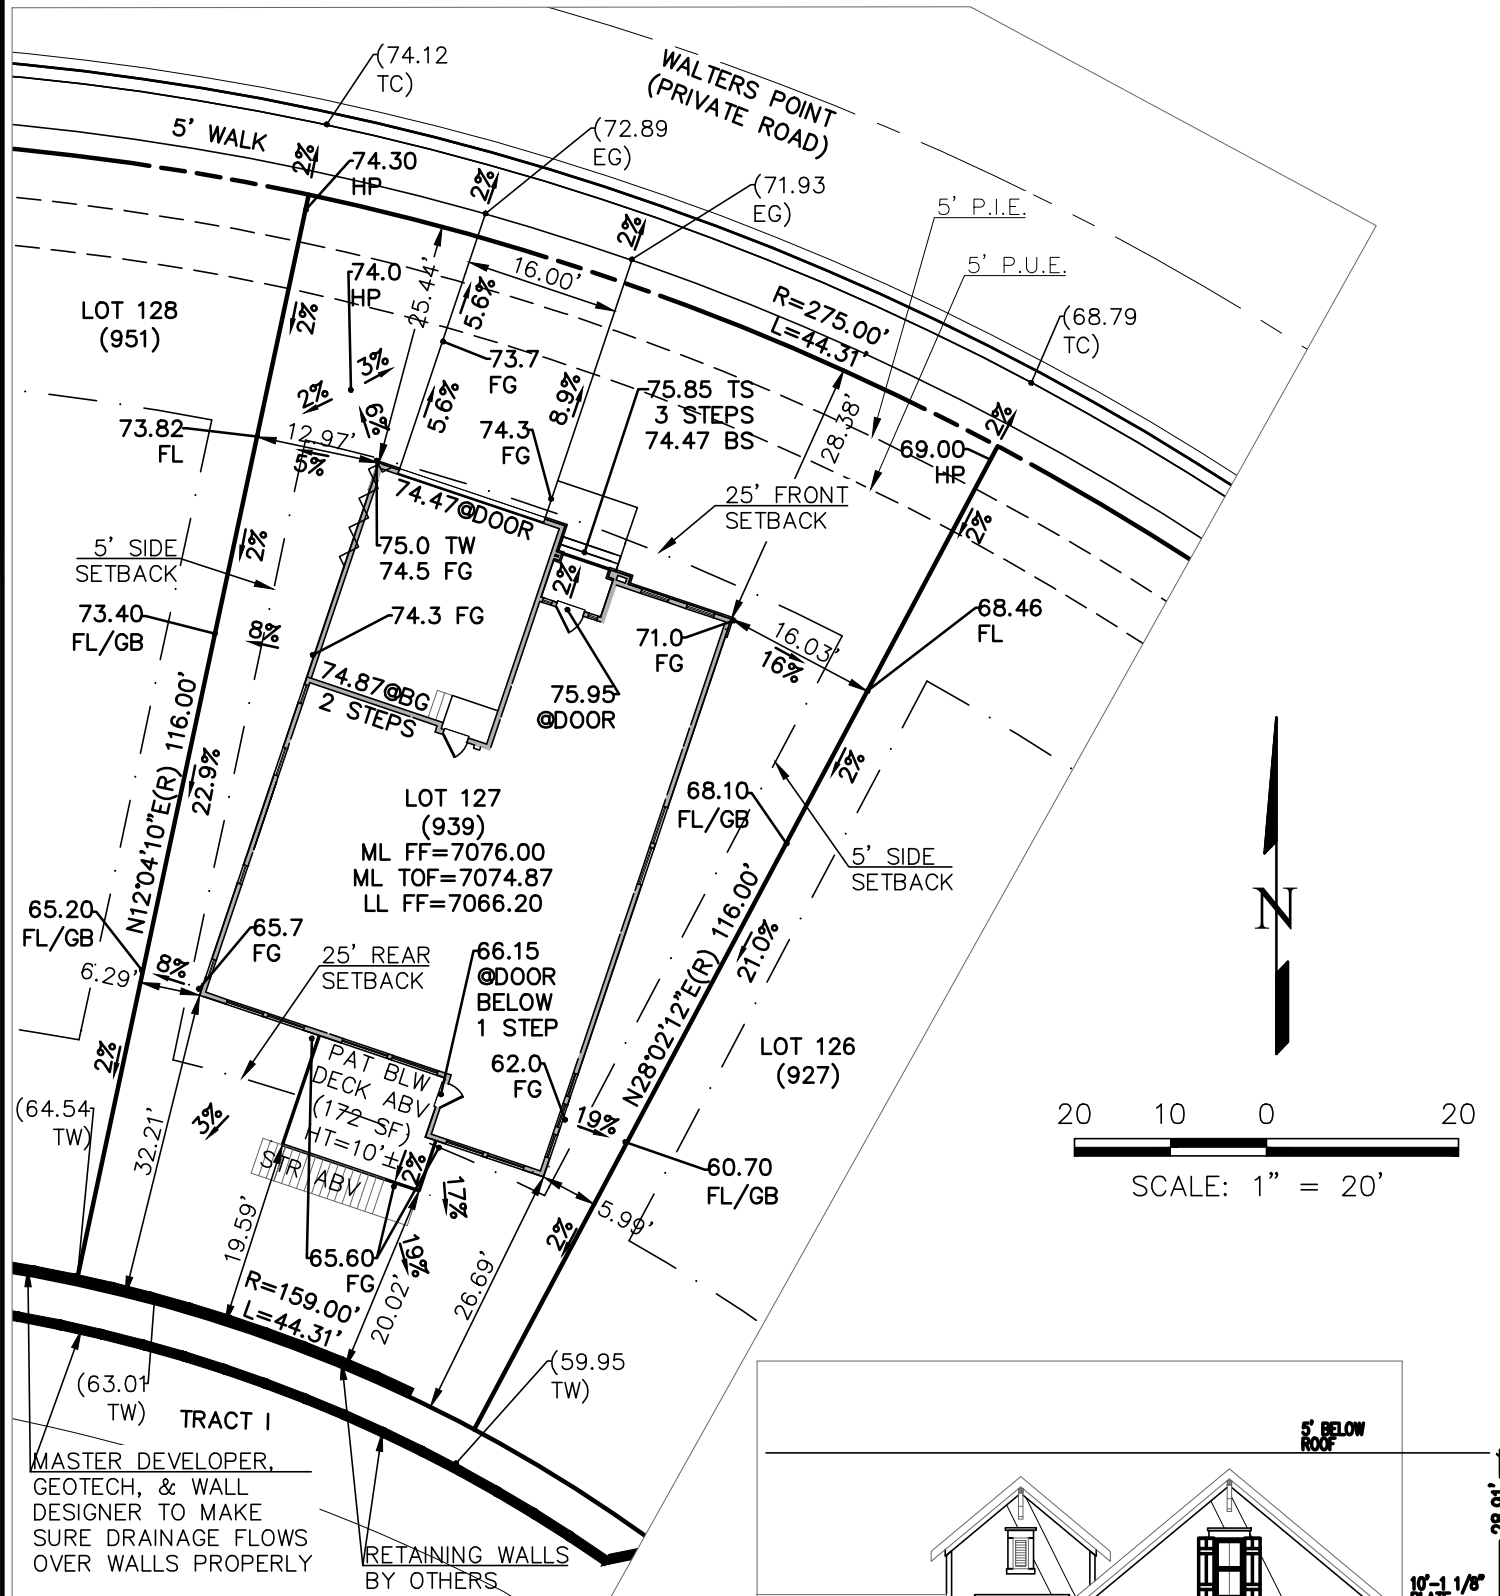 (74.12
TC)
WALTERS POINT
(PRIVATE ROAD)
5' WALK
(72.89
EG)
2%
74.30
HP
2%
(71.93
EG)
2%
5' P.I.E.
5' P.U.E.
74.0
HP
25.44'
16.00'
5.6%
R=275.00'
L=44.31'
(68.79
TC)
LOT 128
(951)
2%
3%
73.7
FG
2%
6%
5.6%
8.9%
75.85 TS
3 STEPS
74.47 BS
28.38'
2%
73.82
FL
12.97'
5%
74.3
FG
69.00
HP
74.47@DOOR
25' FRONT
SETBACK
2%
5' SIDE
SETBACK
2%
75.0 TW
74.5 FG
2%
73.40
FL/GB
8%
74.3 FG
71.0
FG
16.03'
16%
68.46
FL
74.87@BG
2 STEPS
75.95
@DOOR
N12°04'10"E(R) 116.00'
22.9%
2%
LOT 127
(939)
ML FF=7076.00
ML TOF=7074.87
LL FF=7066.20
68.10
FL/GB
5' SIDE
SETBACK
N
65.20
FL/GB
65.7
FG
25' REAR
SETBACK
66.15
@DOOR
BELOW
1 STEP
N28°02'12"E(R) 116.00'
21.0%
6.29'
8%
2%
PAT BLW
DECK ABV
(172 SF)
HT=10'±
62.0
FG
LOT 126
(927)
(64.54
TW)
3%
32.21'
STR ABV
2%
19%
60.70
FL/GB
20 10 0 20
SCALE: 1" = 20'
17%
19.59'
65.60
FG
19%
5.99'
2%
R=159.00'
L=44.31'
20.02'
26.69'
(63.01
TW)
TRACT I
(59.95
TW)
MASTER DEVELOPER,
GEOTECH, & WALL
DESIGNER TO MAKE
SURE DRAINAGE FLOWS
OVER WALLS PROPERLY
RETAINING WALLS
BY OTHERS
5' BELOW
ROOF
28.01'
10'-1 1/8"
PLATE